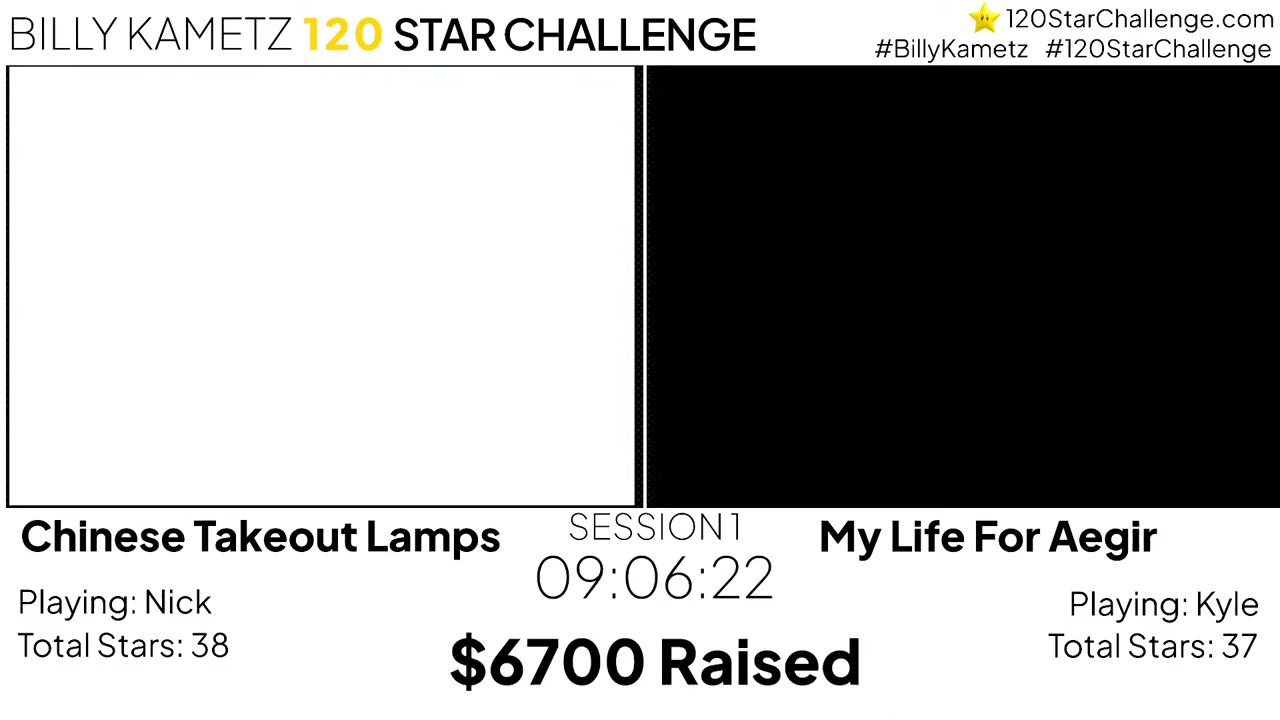 BILLY KAMETZ 120 STAR CHALLENGE
120StarChallenge.com
#BillyKametz #120StarChallenge
Chinese Takeout Lamps
Playing: Nick
Total Stars: 38
SESSION 1
09:06:22
$6700 Raised
My Life For Aegir
Playing: Kyle
Total Stars: 37